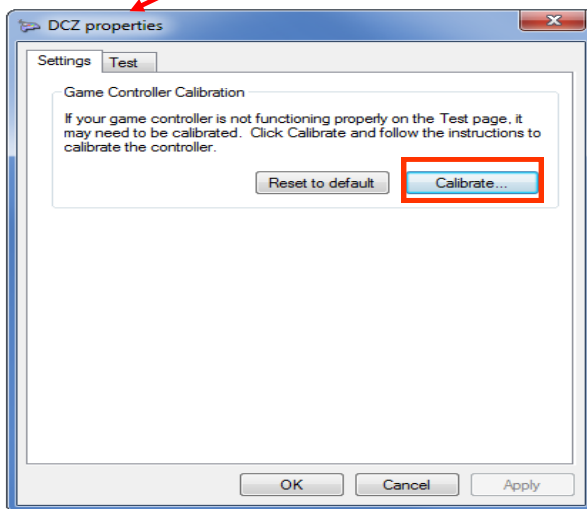 DCZ properties
Settings Test
Game Controller Calibration
If your game controller is not functioning properly on the Test page, it
may need to be calibrated. Click Calibrate and follow the instructions to
calibrate the controller.
Reset to default Calibrate...
OK Cancel Apply